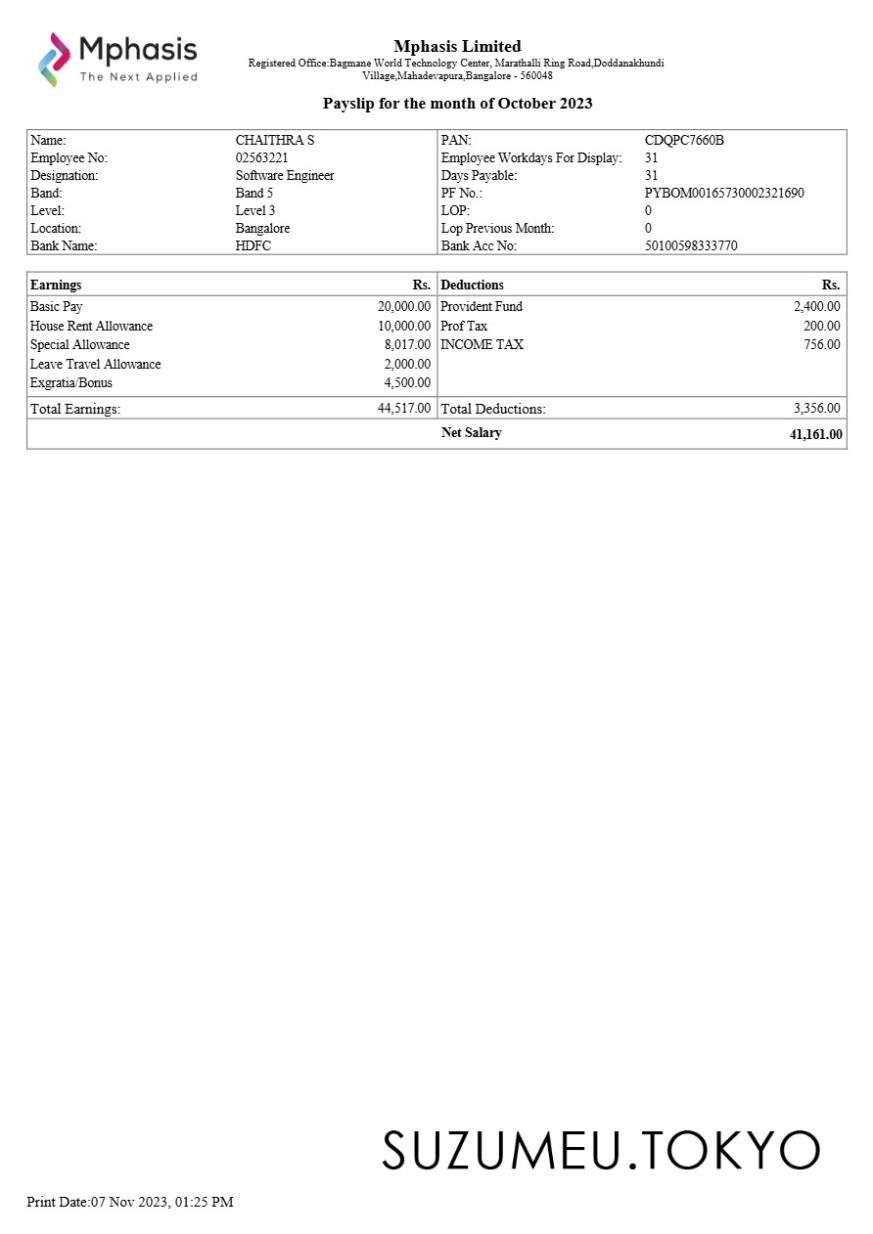 Mphasis
The Next Applied
Mphasis Limited
Registered Office:Bagmane World Technology Center, Marathalli Ring Road,Doddanakhundi
Village,Mahadevapura,Bangalore - 560048
Payslip for the month of October 2023
Name: CHAITHRA S PAN: CDQPC7660B
Employee No: 02563221 Employee Workdays For Display: 31
Designation: Software Engineer Days Payable: 31
Band: Band 5 PF No.: PYBOM00165730002321690
Level: Level 3 LOP: 0
Location: Bangalore Lop Previous Month: 0
Bank Name: HDFC Bank Acc No: 50100598333770
Earnings Rs. Deductions Rs.
Basic Pay 20,000.00 Provident Fund 2,400.00
House Rent Allowance 10,000.00 Prof Tax 200.00
Special Allowance 8,017.00 INCOME TAX 756.00
Leave Travel Allowance 2,000.00
Exgratia/Bonus 4,500.00
Total Earnings: 44,517.00 Total Deductions: 3,356.00
Net Salary 41,161.00
SUZUMEU.TOKYO
Print Date:07 Nov 2023, 01:25 PM